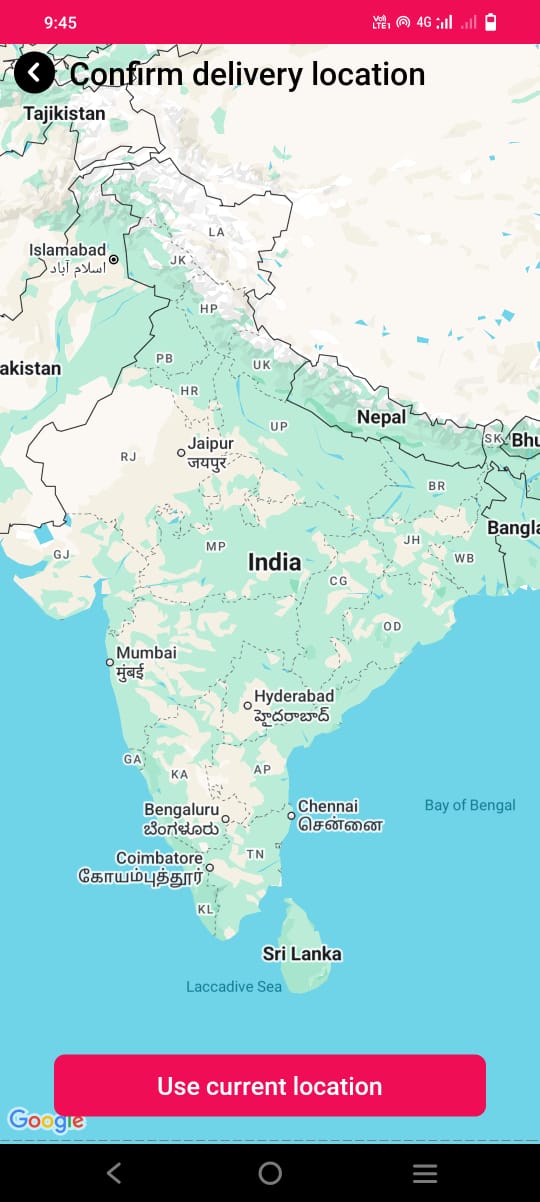 9:45
Vo) LTE1 4G
Confirm delivery location
Tajikistan
LA
Islamabad
اسلام آباد
JK
HP
PB
UK
akistan
HR
Nepal
UP
SK
Bhu
Jaipur
जयपुर
RJ
BR
Bangla
MP
JH
GJ
India
WB
CG
OD
Mumbai
मुंबई
Hyderabad
హైదరాబాద్
GA
AP
KA
Bengaluru
ಬೆಂಗಳೂರು
Chennai
சென்னை
Bay of Bengal
Coimbatore
கோயம்புத்தூர்
TN
KL
Sri Lanka
Laccadive Sea
Use current location
Google